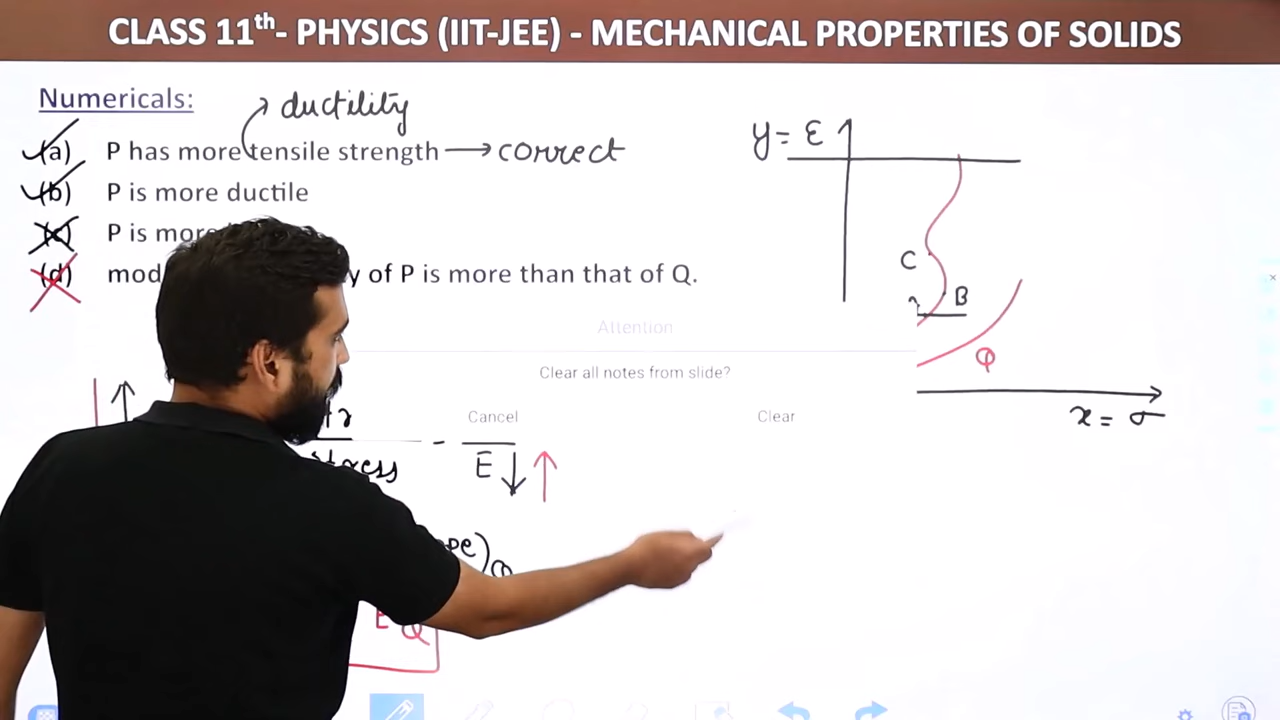 CLASS 11th- PHYSICS (IIT-JEE) - MECHANICAL PROPERTIES OF SOLIDS
Numericals:
ductility
(a) P has more tensile strength → correct
(b) P is more ductile
(c) P is more
(d) mod y of P is more than that of Q.
y = ε
C
B
Q
x = σ
Attention
Clear all notes from slide?
Cancel
Clear
stress
E
E Q